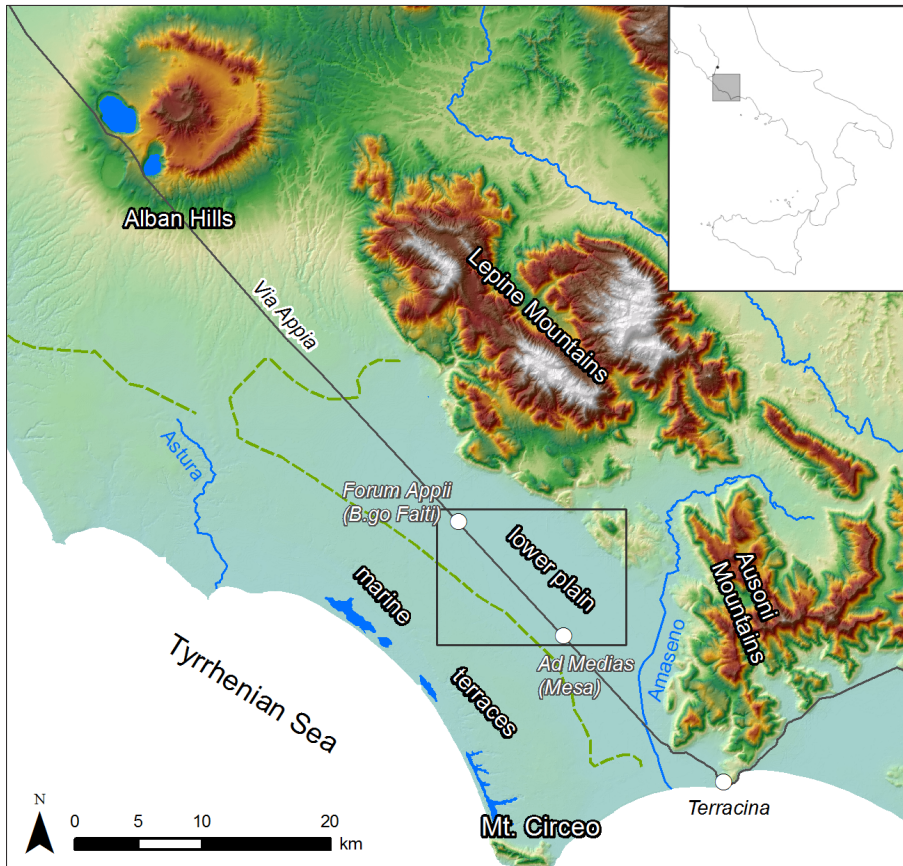 Alban Hills
Via Appia
Lepine Mountains
Astura
Forum Appii
(B.go Faiti)
lower plain
marine
terraces
Ausoni
Mountains
Amaseno
Ad Medias
(Mesa)
Tyrrhenian Sea
Terracina
Mt. Circeo
N
0 5 10 20
km